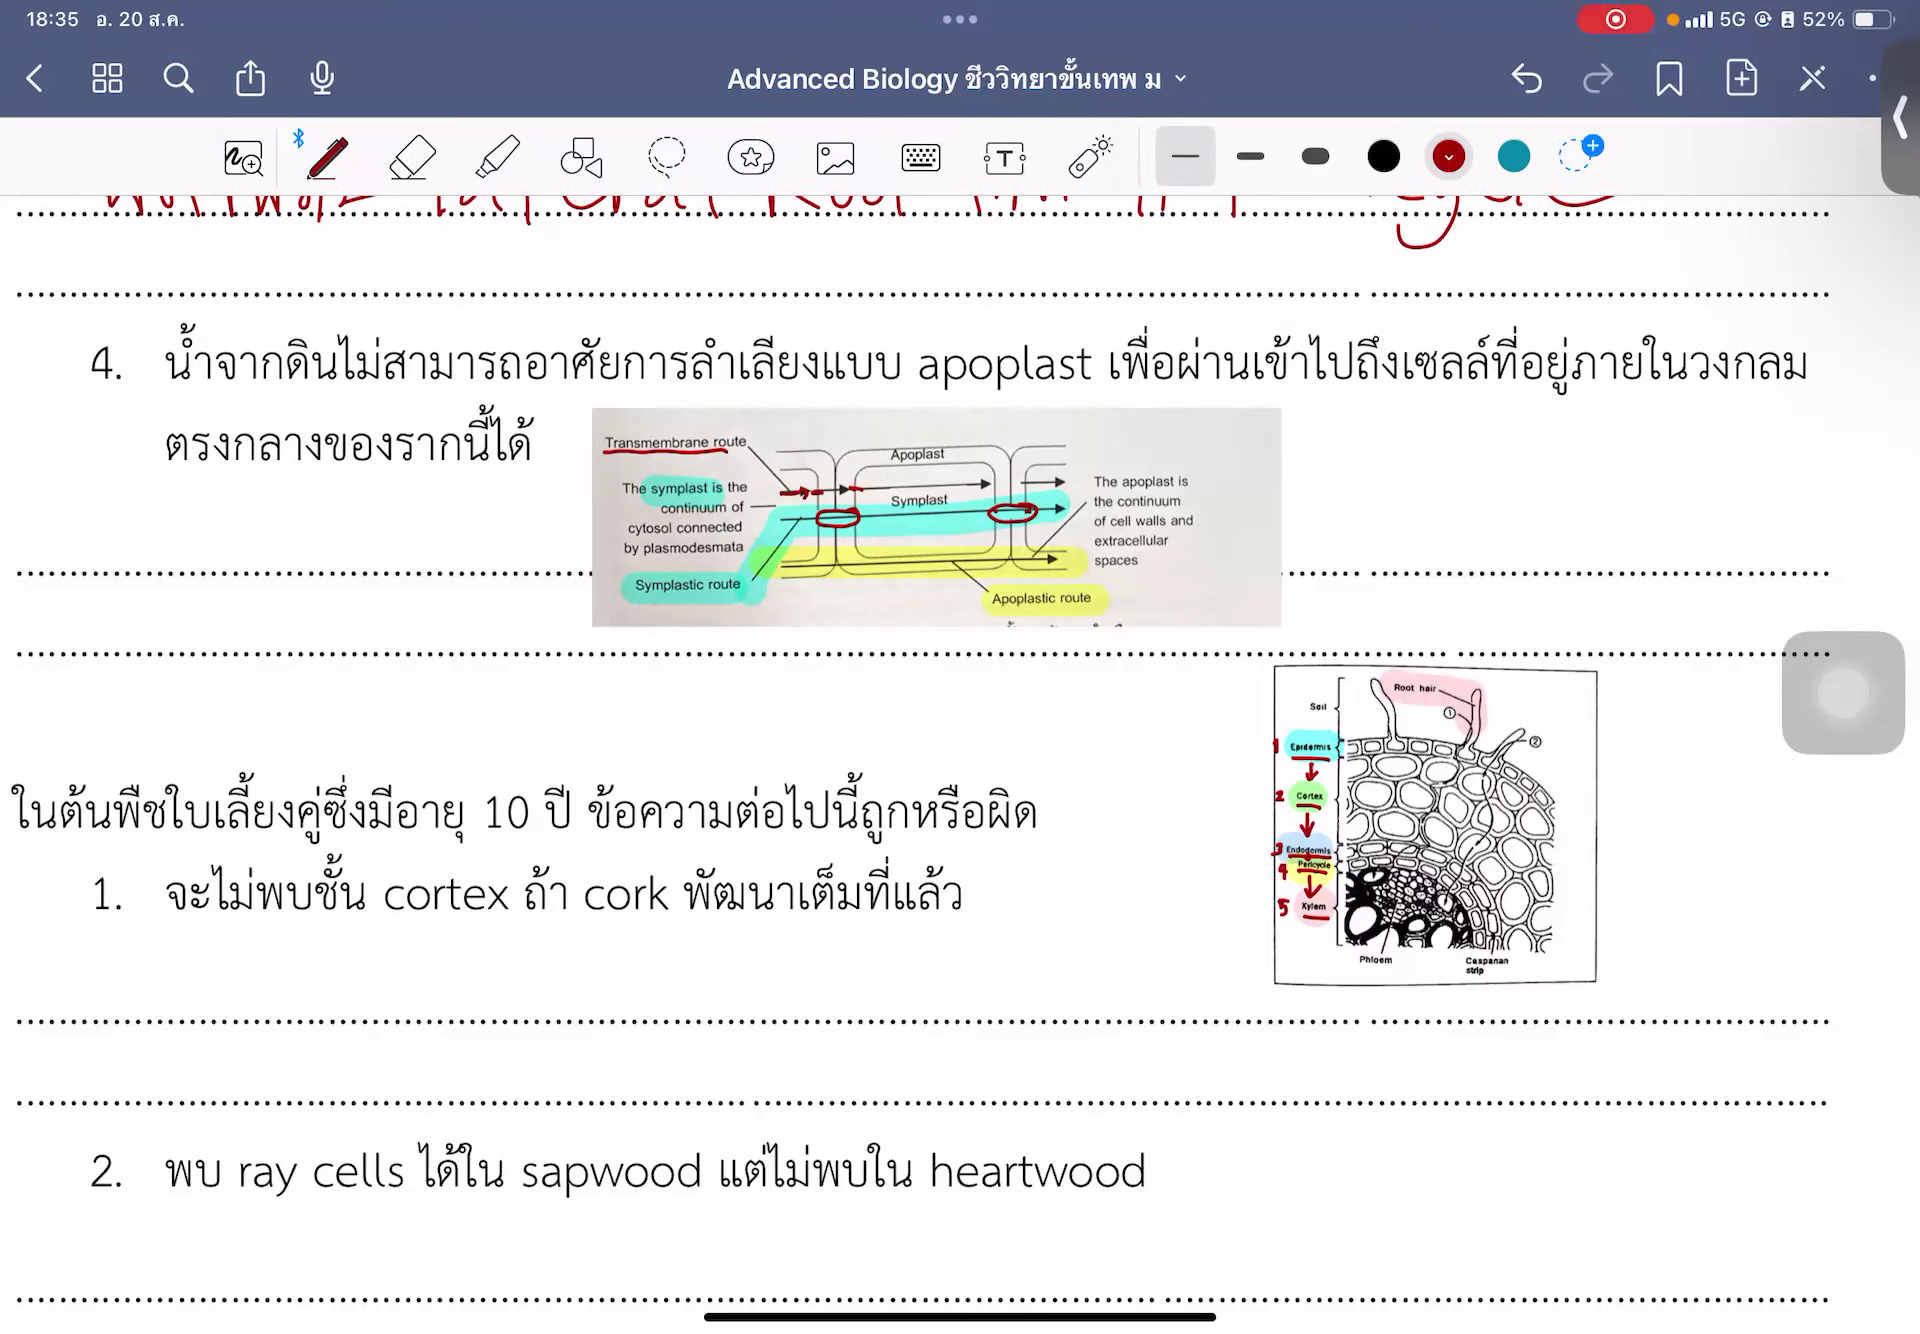 18:35 อ. 20 ส.ค.
5G 52%
Advanced Biology ชีววิทยาขั้นเทพ ม
4. น้ำจากดินไม่สามารถอาศัยการลำเลียงแบบ apoplast เพื่อผ่านเข้าไปถึงเซลล์ที่อยู่ภายในวงกลม
ตรงกลางของรากนี้ได้
Transmembrane route
Apoplast
The symplast is the
continuum of
cytosol connected
by plasmodesmata
Symplast
The apoplast is
the continuum
of cell walls and
extracellular
spaces
Symplastic route
Apoplastic route
Root hair
Soil
①
②
1 Epidermis
2 Cortex
3 Endodermis
4 Pericycle
5 Xylem
Phloem
Casparian
strip
ในต้นพืชใบเลี้ยงคู่ซึ่งมีอายุ 10 ปี ข้อความต่อไปนี้ถูกหรือผิด
1. จะไม่พบชั้น cortex ถ้า cork พัฒนาเต็มที่แล้ว
2. พบ ray cells ได้ใน sapwood แต่ไม่พบใน heartwood